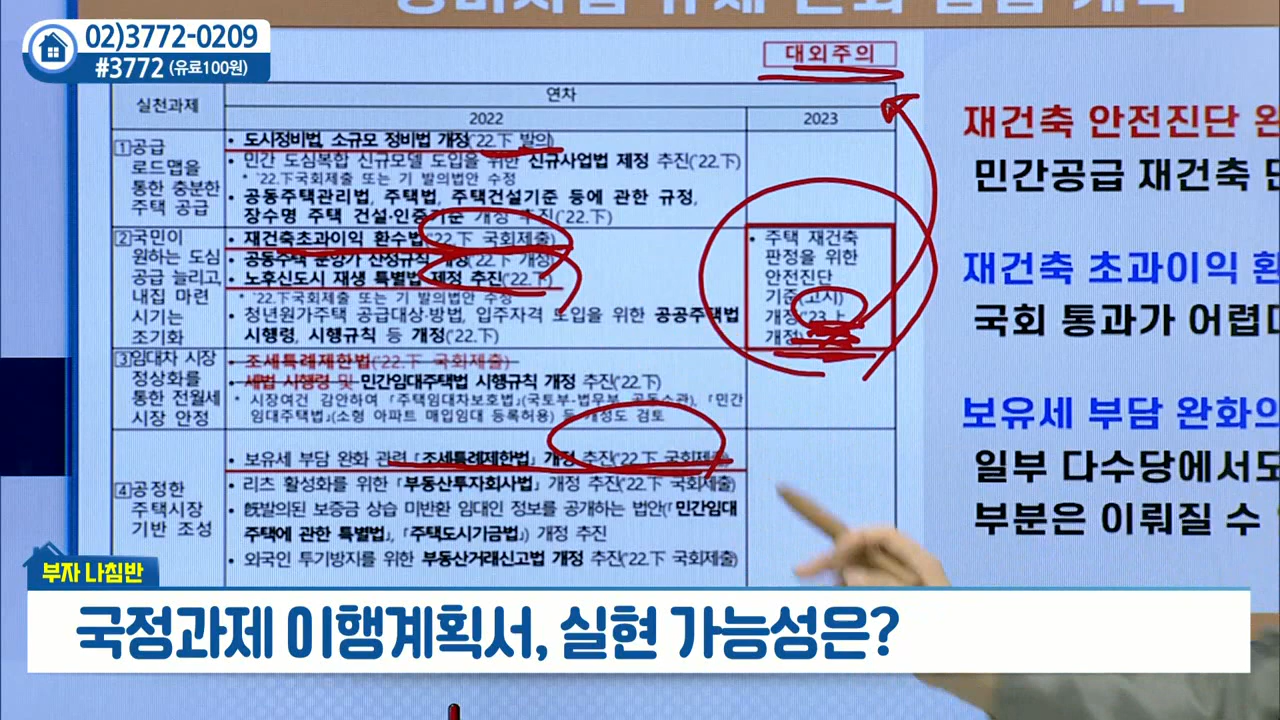 02)3772-0209
#3772 (유료100원)
대외주의
실천과제
연차
2022
2023
①공급
로드맵을
통한 충분한
주택 공급
• 도시정비법, 소규모 정비법 개정('22.下 발의)
• 민간 도심복합 신규모델 도입을 위한 신규사업법 제정 추진('22.下)
* '22.下국회제출 또는 기 발의법안 수정
• 공동주택관리법, 주택법, 주택건설기준 등에 관한 규정,
장수명 주택 건설·인증기준 개정 추진('22.下)
②국민이
원하는 도심
공급 늘리고,
내집 마련
시기는
조기화
• 재건축초과이익 환수법('22.下 국회제출)
• 공동주택 분양가 산정규칙 개정('22.下 개정)
• 노후신도시 재생 특별법 제정 추진('22.下)
* '22.下국회제출 또는 기 발의법안 수정
• 청년원가주택 공급대상·방법, 입주자격 도입을 위한 공공주택법
시행령, 시행규칙 등 개정('22.下)
• 주택 재건축
판정을 위한
안전진단
기준(고시)
개정('23.上
개정)
③임대차 시장
정상화를
통한 전월세
시장 안정
• 조세특례제한법('22.下 국회제출)
• 세법 시행령 및 민간임대주택법 시행규칙 개정 추진('22.下)
* 시장여건 감안하여 「주택임대차보호법」(국토부-법무부 공동소관), 「민간
임대주택법」(소형 아파트 매입임대 등록허용) 등 개정도 검토
④공정한
주택시장
기반 조성
• 보유세 부담 완화 관련 「조세특례제한법」 개정 추진('22.下 국회제출)
• 리츠 활성화를 위한 「부동산투자회사법」 개정 추진('22.下 국회제출)
• 旣발의된 보증금 상습 미반환 임대인 정보를 공개하는 법안(「민간임대
주택에 관한 특별법」, 「주택도시기금법」) 개정 추진
• 외국인 투기방지를 위한 부동산거래신고법 개정 추진('22.下 국회제출)
재건축 안전진단 완
민간공급 재건축
재건축 초과이익 환
국회 통과가 어렵
보유세 부담 완화의
일부 다수당에서도
부분은 이뤄질 수
부자 나침반
국정과제 이행계획서, 실현 가능성은?